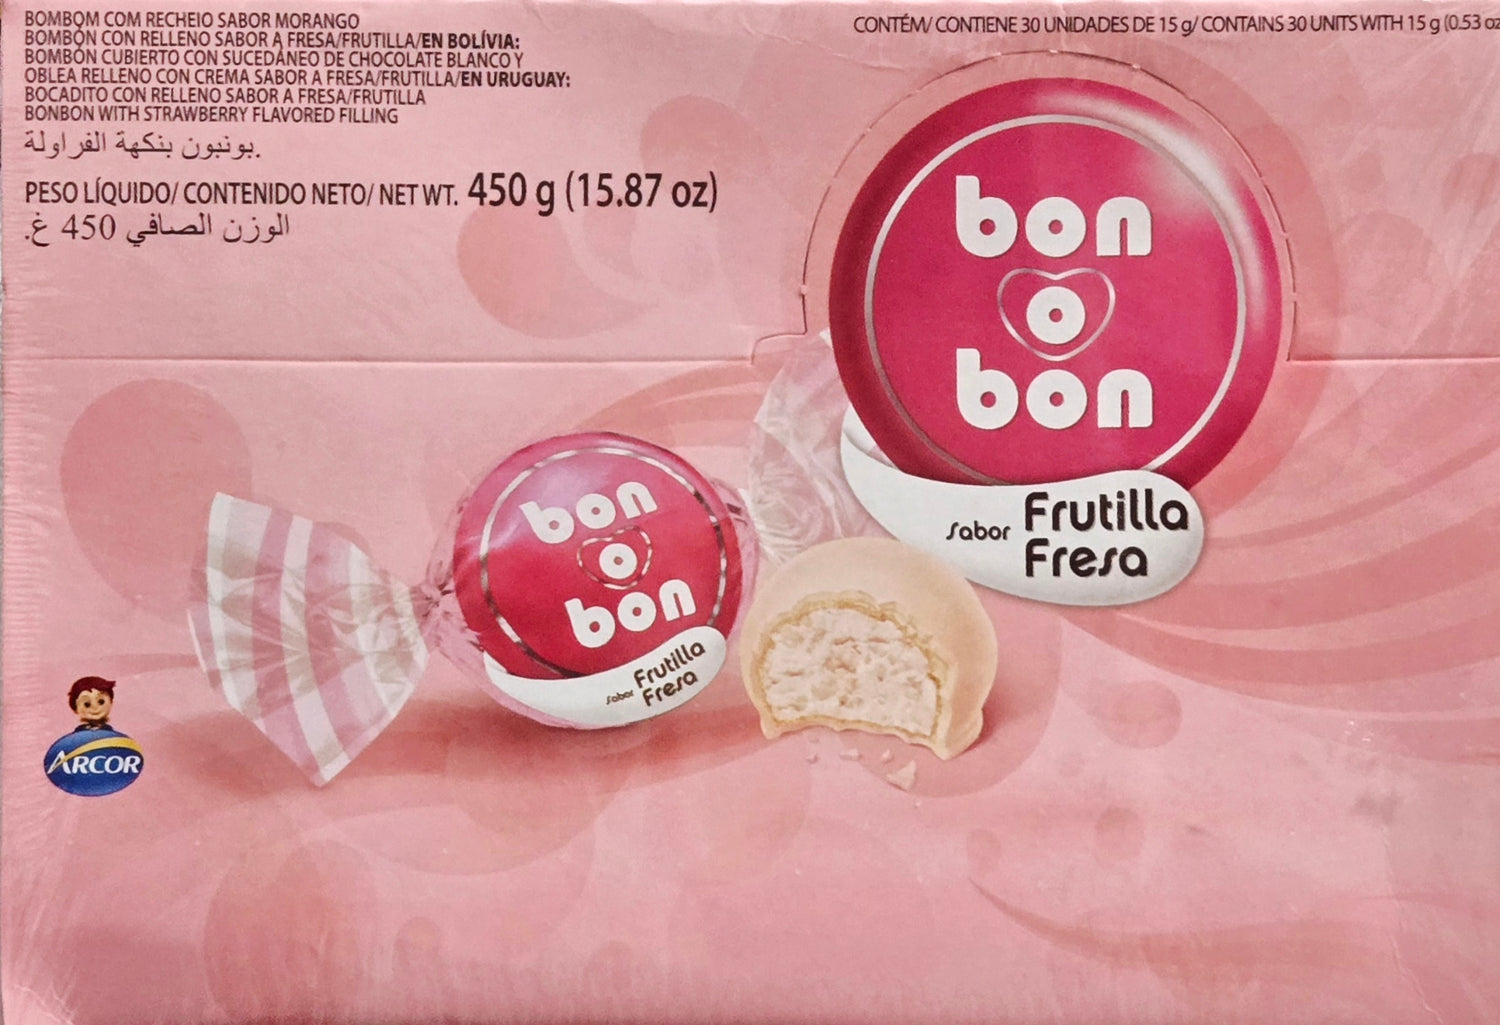 BOMBOM COM RECHEIO SABOR MORANGO
BOMBÓN CON RELLENO SABOR A FRESA/FRUTILLA/EN BOLÍVIA:
BOMBÓN CUBIERTO CON SUCEDÁNEO DE CHOCOLATE BLANCO Y
OBLEA RELLENO CON CREMA SABOR A FRESA/FRUTILLA/EN URUGUAY:
BOCADITO CON RELLENO SABOR A FRESA/FRUTILLA
BONBON WITH STRAWBERRY FLAVORED FILLING
بونبون بنكهة الفراولة.
PESO LÍQUIDO/ CONTENIDO NETO/ NET WT. 450 g (15.87 oz)
الوزن الصافي 450 غ.
CONTÉM/ CONTIENE 30 UNIDADES DE 15 g/ CONTAINS 30 UNITS WITH 15 g (0.53 oz
bon
o
bon
sabor Frutilla
Fresa
bon
o
bon
sabor Frutilla
Fresa
ARCOR